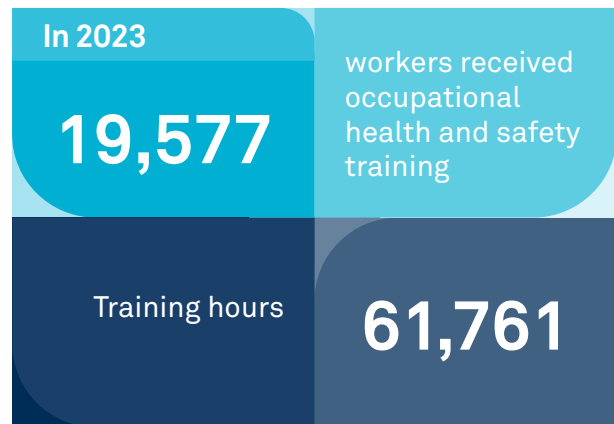 In 2023
19,577
workers received
occupational
health and safety
training
Training hours
61,761